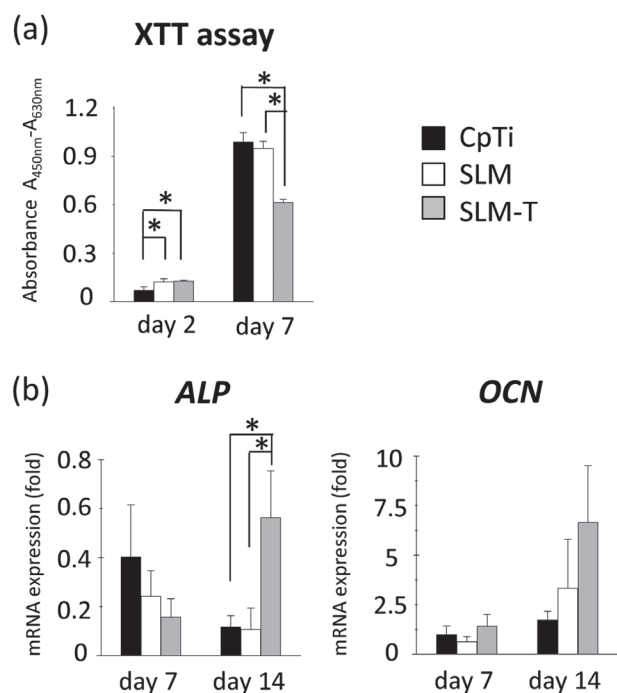 (a) XTT assay
Absorbance A450nm-A630nm
1.2
0.9
0.6
0.3
0
* *
* *
day 2 day 7
CpTi
SLM
SLM-T
(b) ALP
mRNA expression (fold)
0.8
0.6
0.4
0.2
0
*
*
day 7 day 14
OCN
mRNA expression (fold)
10
7.5
5
2.5
0
day 7 day 14